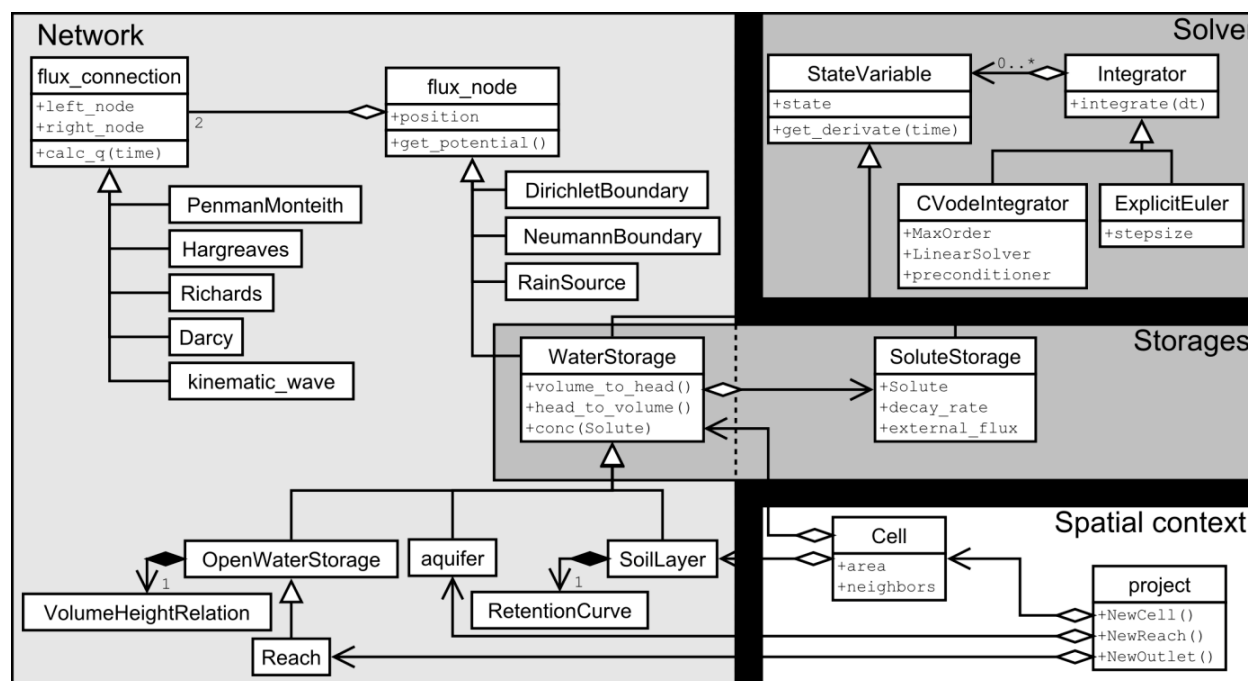 Network
flux_connection
+left_node
+right_node
+calc_q(time)
2
flux_node
+position
+get_potential()
PenmanMonteith
Hargreaves
Richards
Darcy
kinematic_wave
DirichletBoundary
NeumannBoundary
RainSource
Solver
StateVariable
+state
+get_derivate(time)
0..*
Integrator
+integrate(dt)
CVodeIntegrator
+MaxOrder
+LinearSolver
+preconditioner
ExplicitEuler
+stepsize
Storages
WaterStorage
+volume_to_head()
+head_to_volume()
+conc(Solute)
SoluteStorage
+Solute
+decay_rate
+external_flux
OpenWaterStorage
1
VolumeHeightRelation
Reach
aquifer
SoilLayer
1
RetentionCurve
Spatial context
Cell
+area
+neighbors
project
+NewCell()
+NewReach()
+NewOutlet()